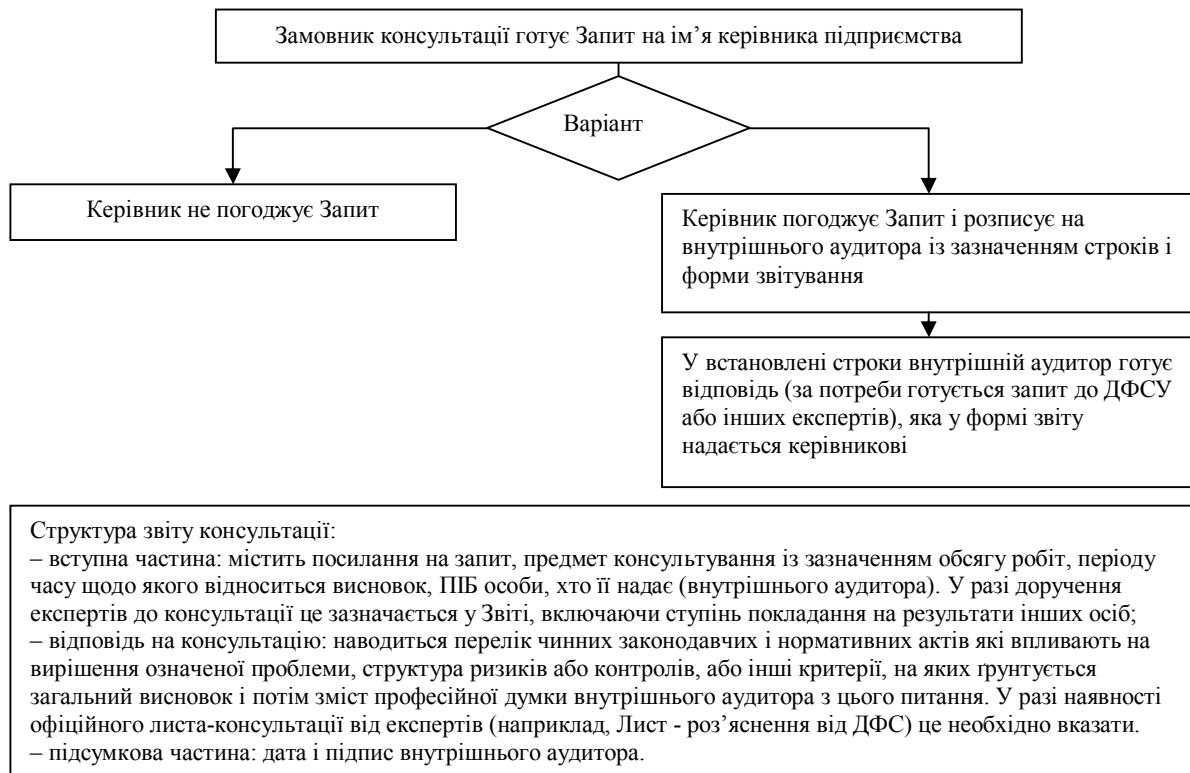 Замовник консультації готує Запит на ім’я керівника підприємства
Варіант
Керівник не погоджує Запит
Керівник погоджує Запит і розписує на
внутрішнього аудитора із зазначенням строків і
форми звітування
У встановлені строки внутрішній аудитор готує
відповідь (за потреби готується запит до ДФСУ
або інших експертів), яка у формі звіту
надається керівникові
Структура звіту консультації:
– вступна частина: містить посилання на запит, предмет консультування із зазначенням обсягу робіт, періоду
часу щодо якого відноситься висновок, ПІБ особи, хто її надає (внутрішнього аудитора). У разі доручення
експертів до консультації це зазначається у Звіті, включаючи ступінь покладання на результати інших осіб;
– відповідь на консультацію: наводиться перелік чинних законодавчих і нормативних актів які впливають на
вирішення означеної проблеми, структура ризиків або контролів, або інші критерії, на яких ґрунтується
загальний висновок і потім зміст професійної думки внутрішнього аудитора з цього питання. У разі наявності
офіційного листа-консультації від експертів (наприклад, Лист - роз’яснення від ДФС) це необхідно вказати.
– підсумкова частина: дата і підпис внутрішнього аудитора.